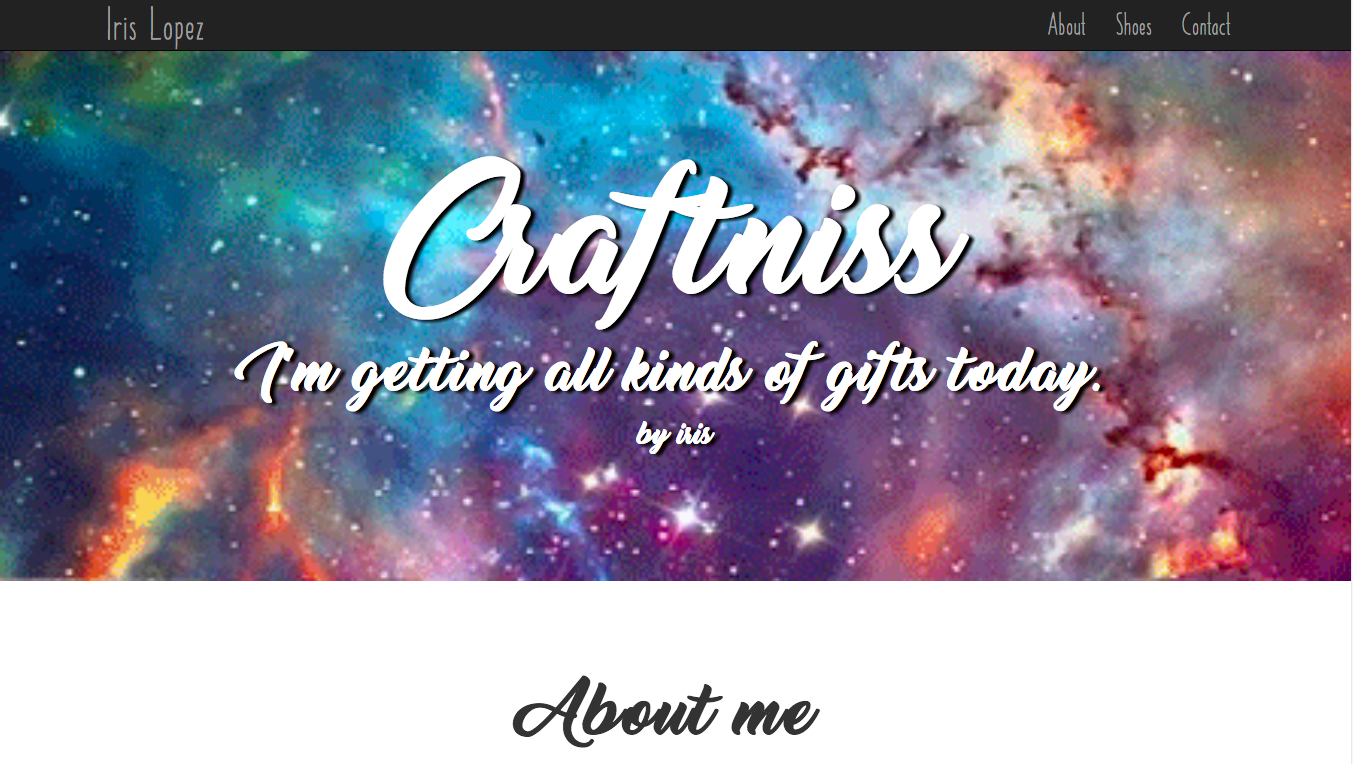 Iris Lopez
About Shoes Contact
Craftniss
I'm getting all kinds of gifts today.
by iris
About me